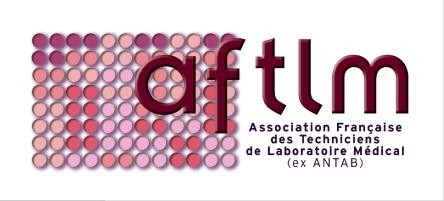 aftlm
Association Française
des Techniciens
de Laboratoire Médical
(ex ANTAB)